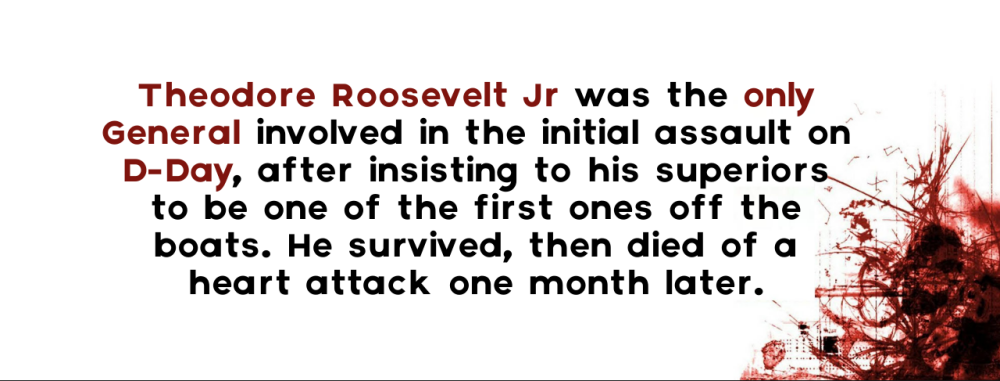 Theodore Roosevelt Jr was the only
General involved in the initial assault on
D-Day, after insisting to his superiors
to be one of the first ones off the
boats. He survived, then died of a
heart attack one month later.